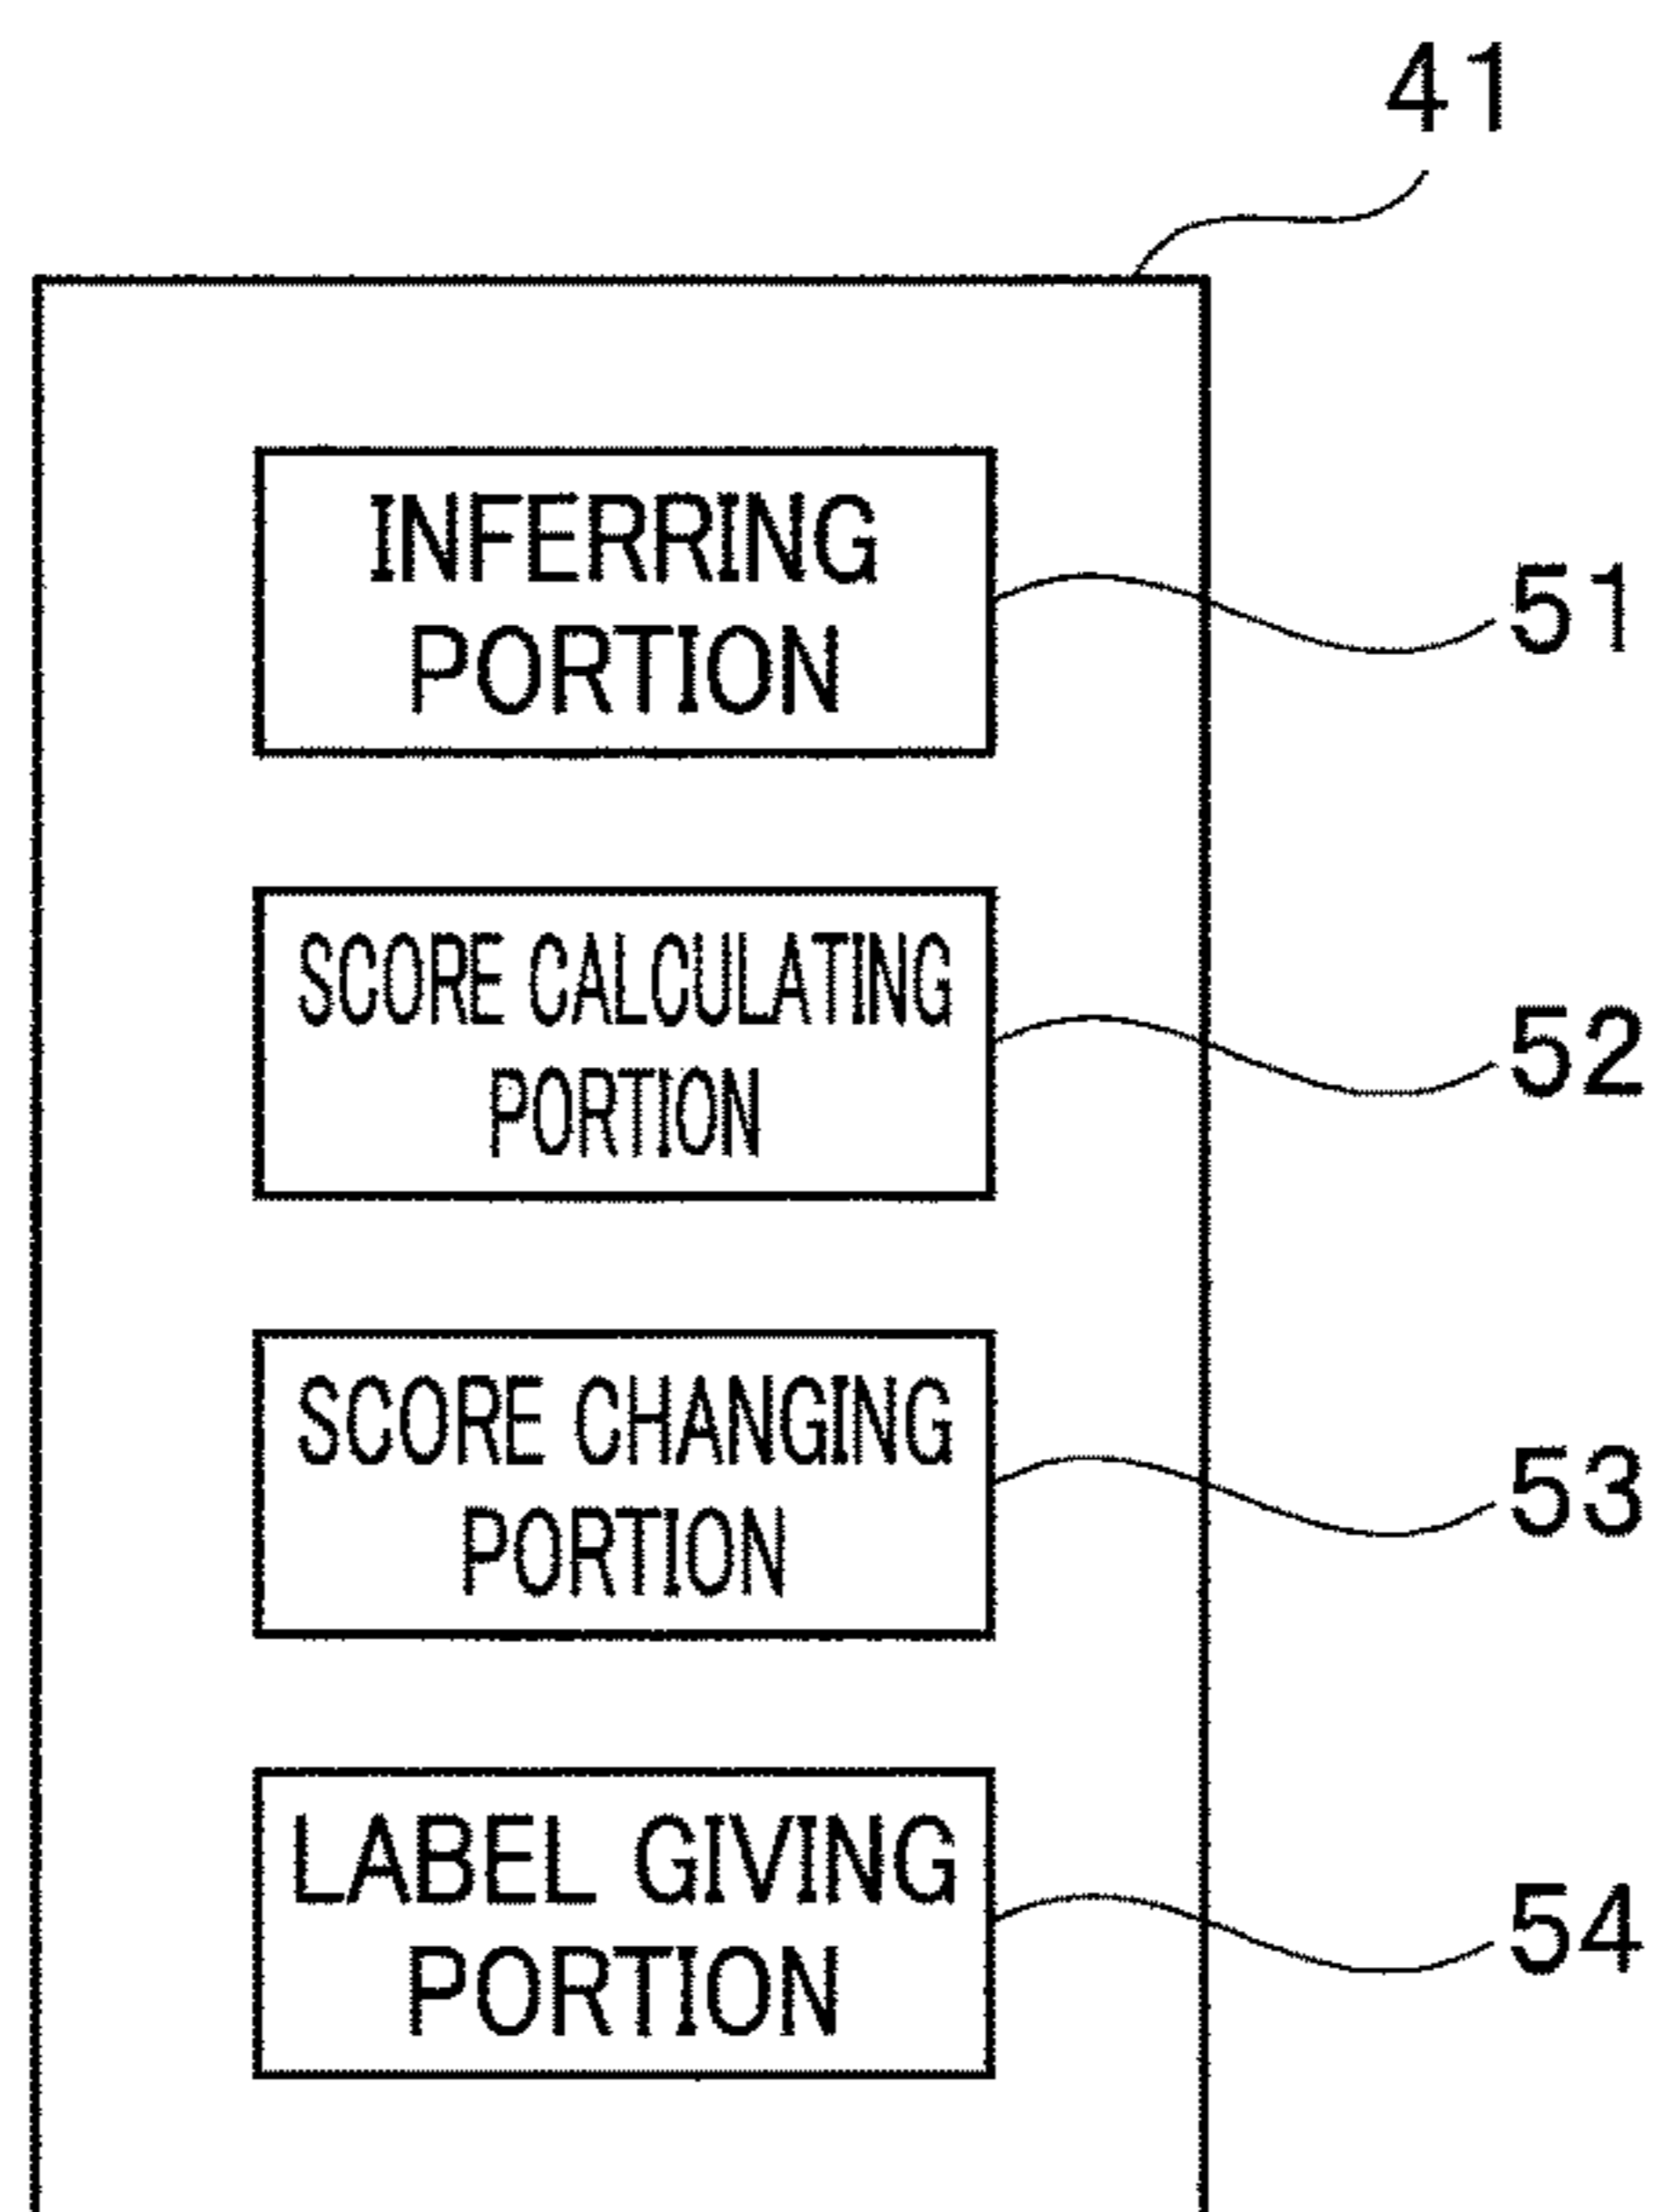 41
INFERRING
PORTION
51
SCORE CALCULATING
PORTION
52
SCORE CHANGING
PORTION
53
LABEL GIVING
PORTION
54